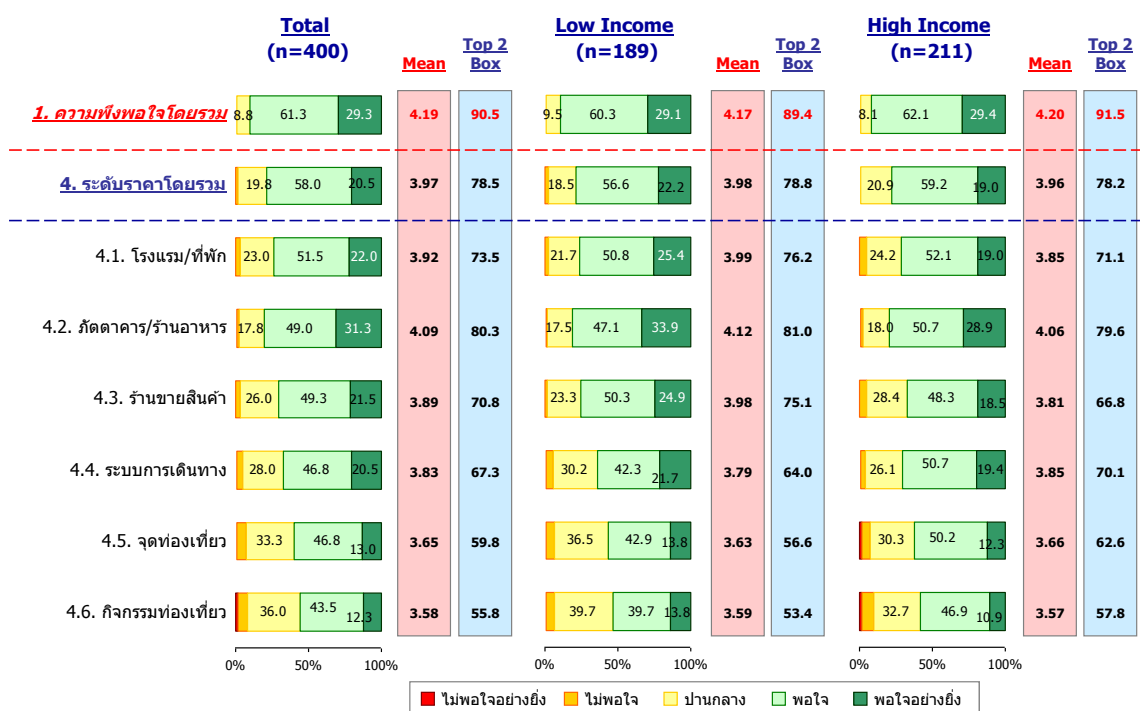 Total
(n=400)
Mean
Top 2
Box
Low Income
(n=189)
Mean
Top 2
Box
High Income
(n=211)
Mean
Top 2
Box
1. ความพึงพอใจโดยรวม 8.8 61.3 29.3 4.19 90.5 9.5 60.3 29.1 4.17 89.4 8.1 62.1 29.4 4.20 91.5
4. ระดับราคาโดยรวม 19.8 58.0 20.5 3.97 78.5 18.5 56.6 22.2 3.98 78.8 20.9 59.2 19.0 3.96 78.2
4.1. โรงแรม/ที่พัก 23.0 51.5 22.0 3.92 73.5 21.7 50.8 25.4 3.99 76.2 24.2 52.1 19.0 3.85 71.1
4.2. ภัตตาคาร/ร้านอาหาร 17.8 49.0 31.3 4.09 80.3 17.5 47.1 33.9 4.12 81.0 18.0 50.7 28.9 4.06 79.6
4.3. ร้านขายสินค้า 26.0 49.3 21.5 3.89 70.8 23.3 50.3 24.9 3.98 75.1 28.4 48.3 18.5 3.81 66.8
4.4. ระบบการเดินทาง 28.0 46.8 20.5 3.83 67.3 30.2 42.3 21.7 3.79 64.0 26.1 50.7 19.4 3.85 70.1
4.5. จุดท่องเที่ยว 33.3 46.8 13.0 3.65 59.8 36.5 42.9 13.8 3.63 56.6 30.3 50.2 12.3 3.66 62.6
4.6. กิจกรรมท่องเที่ยว 36.0 43.5 12.3 3.58 55.8 39.7 39.7 13.8 3.59 53.4 32.7 46.9 10.9 3.57 57.8
0% 50% 100% 0% 50% 100% 0% 50% 100%
ไม่พอใจอย่างยิ่ง ไม่พอใจ ปานกลาง พอใจ พอใจอย่างยิ่ง